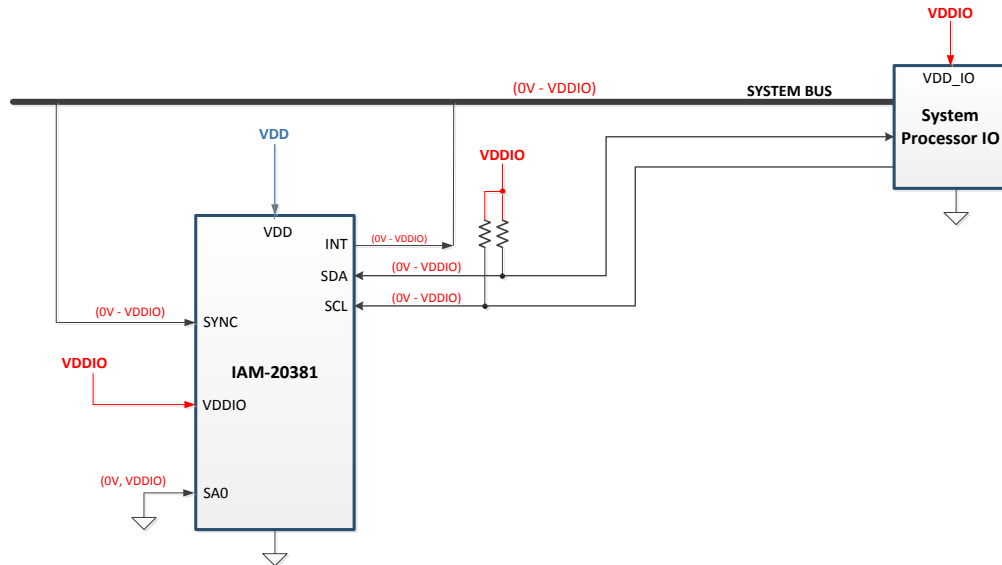 VDDIO
VDD_IO
(0V - VDDIO)
SYSTEM BUS
System
Processor IO
VDD
VDDIO
VDD
INT
(0V - VDDIO)
SDA
(0V - VDDIO)
SCL
(0V - VDDIO)
(0V - VDDIO)
SYNC
VDDIO
IAM-20381
VDDIO
(0V, VDDIO)
SA0